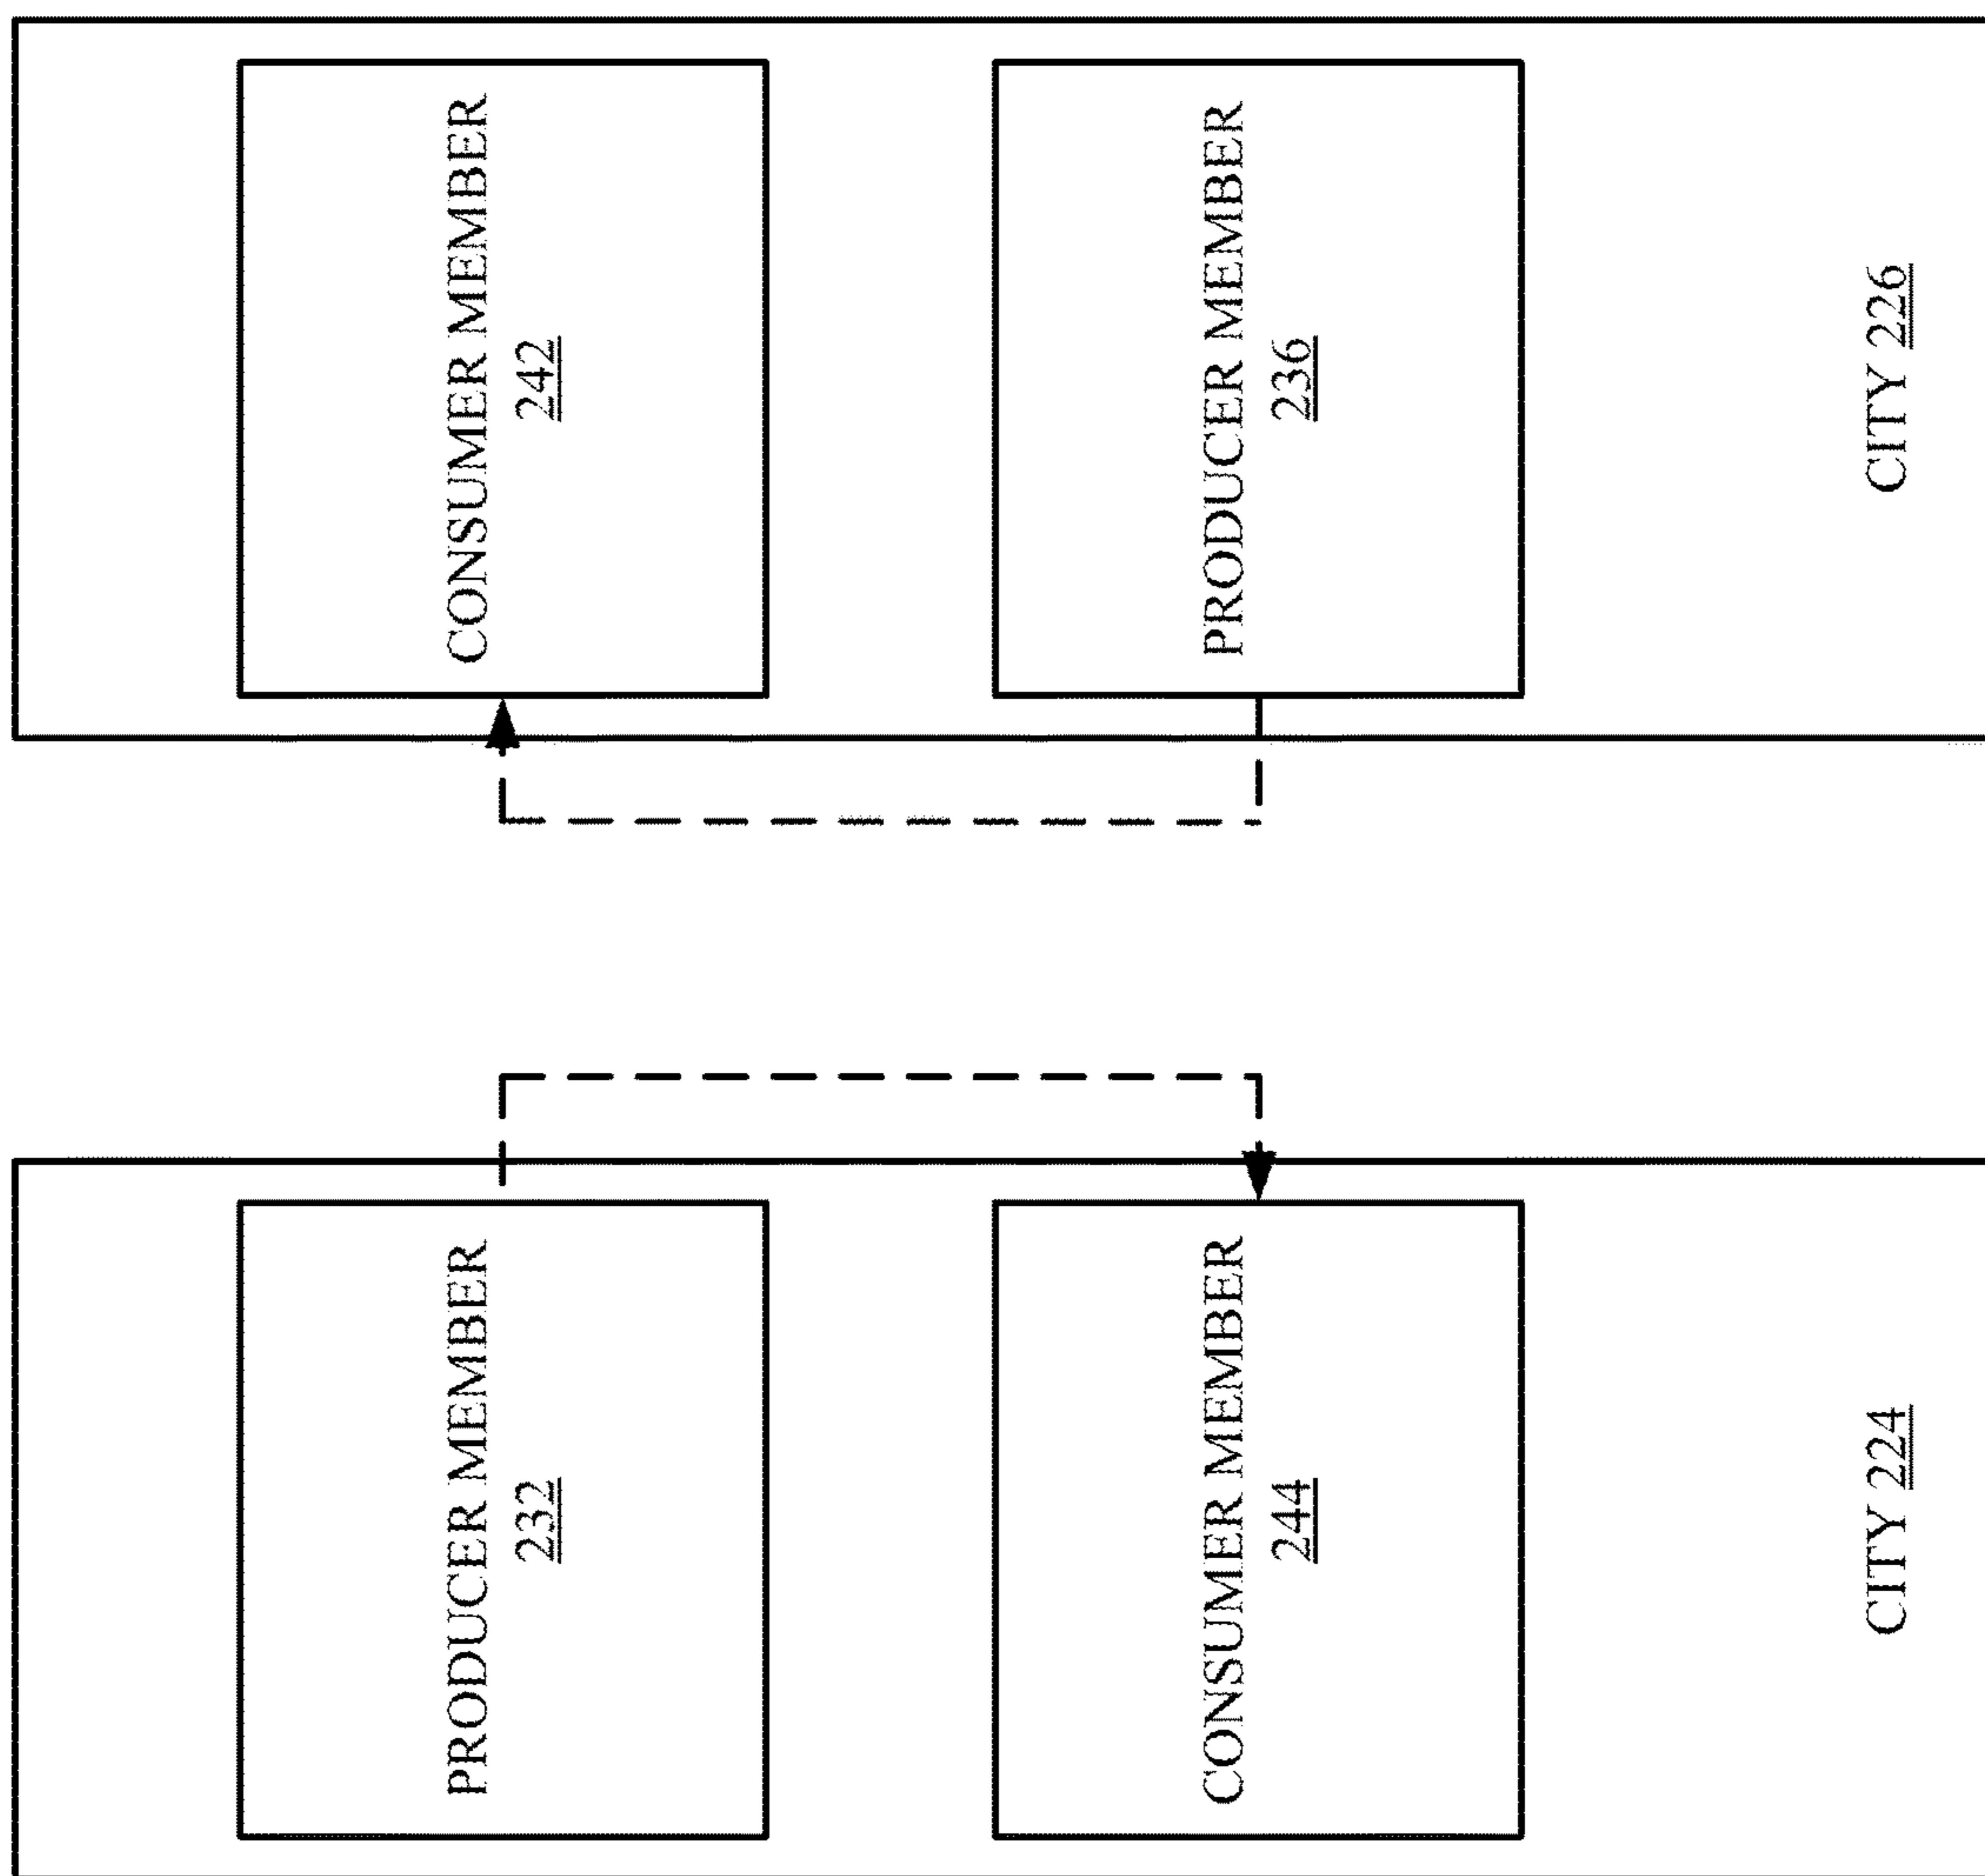 PRODUCER MEMBER
232
CONSUMER MEMBER
242
CONSUMER MEMBER
244
PRODUCER MEMBER
236
CITY 224
CITY 226